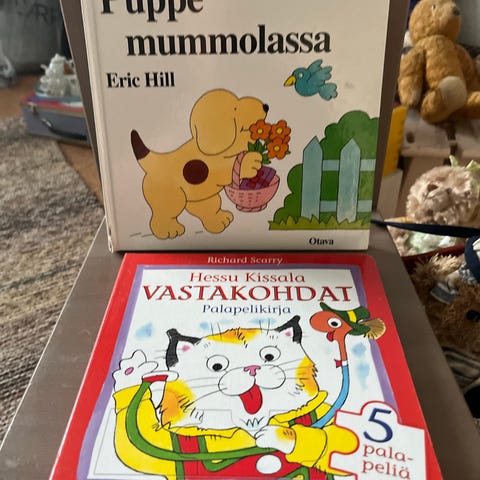 Puppe
mummolassa
Eric Hill
Otava
Richard Scarry
Hessu Kissala
VASTAKOHDAT
Palapelikirja
5
pala-
peliä